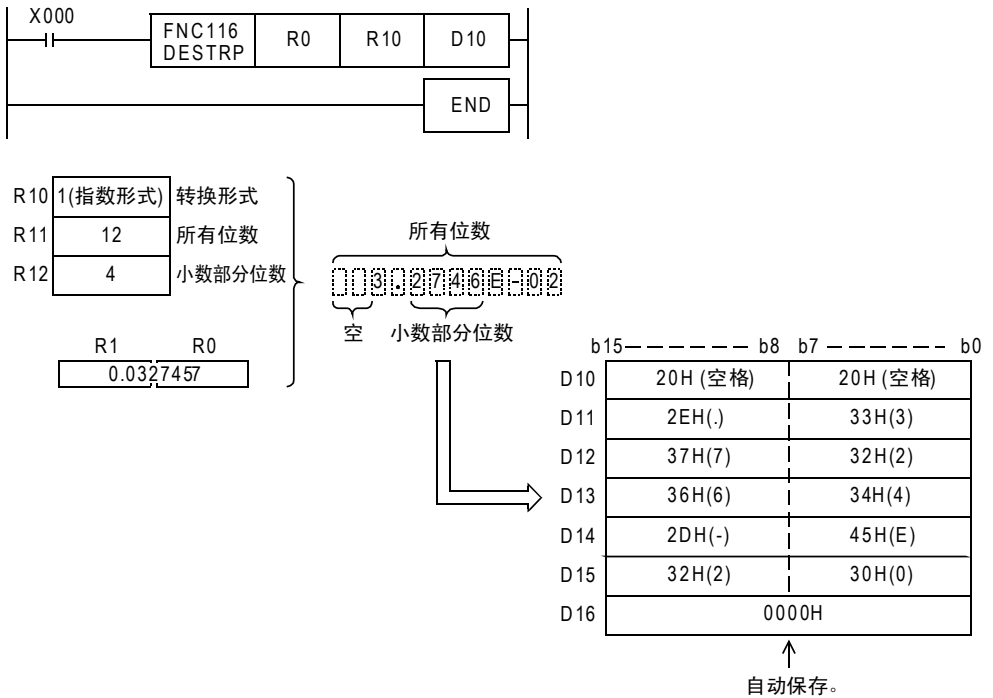 X000
FNC116 DESTRP R0 R10 D10
END
R10 1(指数形式) 转换形式
R11 12 所有位数
R12 4 小数部分位数
R1 R0
0.0327457
所有位数
3.2746E-02
空 小数部分位数
b15 b8 b7 b0
D10 20H (空格) 20H (空格)
D11 2EH(.) 33H(3)
D12 37H(7) 32H(2)
D13 36H(6) 34H(4)
D14 2DH(-) 45H(E)
D15 32H(2) 30H(0)
D16 0000H
自动保存。